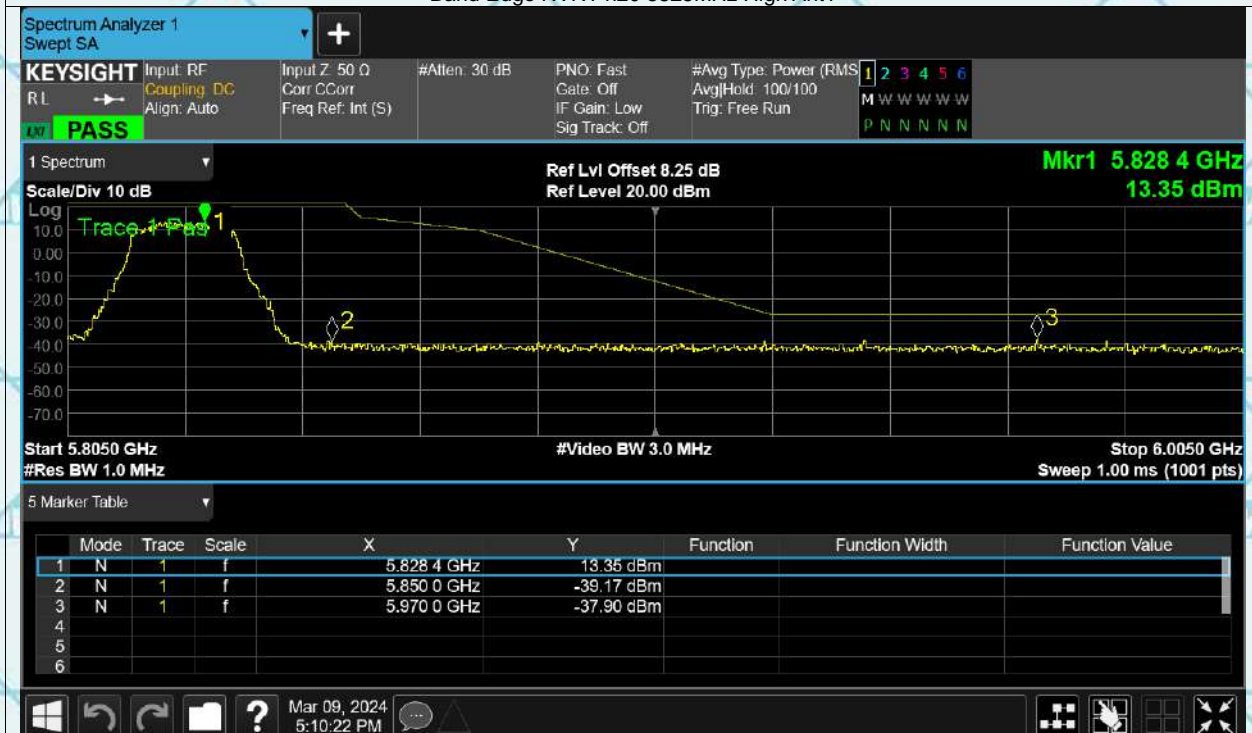 Spectrum Analyzer 1
Swept SA
+
KEYSIGHT
RL
LXI PASS
Input: RF
Coupling: DC
Align: Auto
Input Z: 50 Ω
Corr CCorr
Freq Ref: Int (S)
#Atten: 30 dB
PNO: Fast
Gate: Off
IF Gain: Low
Sig Track: Off
#Avg Type: Power (RMS
Avg|Hold: 100/100
Trig: Free Run
1 2 3 4 5 6
M W W W W W
P N N N N N
1 Spectrum
Scale/Div 10 dB
Ref Lvl Offset 8.25 dB
Ref Level 20.00 dBm
Mkr1 5.828 4 GHz
13.35 dBm
Log
Trace 1 Pass
1
2
3
10.0
0.00
-10.0
-20.0
-30.0
-40.0
-50.0
-60.0
-70.0
Start 5.8050 GHz
#Video BW 3.0 MHz
Stop 6.0050 GHz
#Res BW 1.0 MHz
Sweep 1.00 ms (1001 pts)
5 Marker Table
Mode Trace Scale X Y Function Function Width Function Value
1 N 1 f 5.828 4 GHz 13.35 dBm
2 N 1 f 5.850 0 GHz -39.17 dBm
3 N 1 f 5.970 0 GHz -37.90 dBm
4
5
6
?
Mar 09, 2024
5:10:22 PM